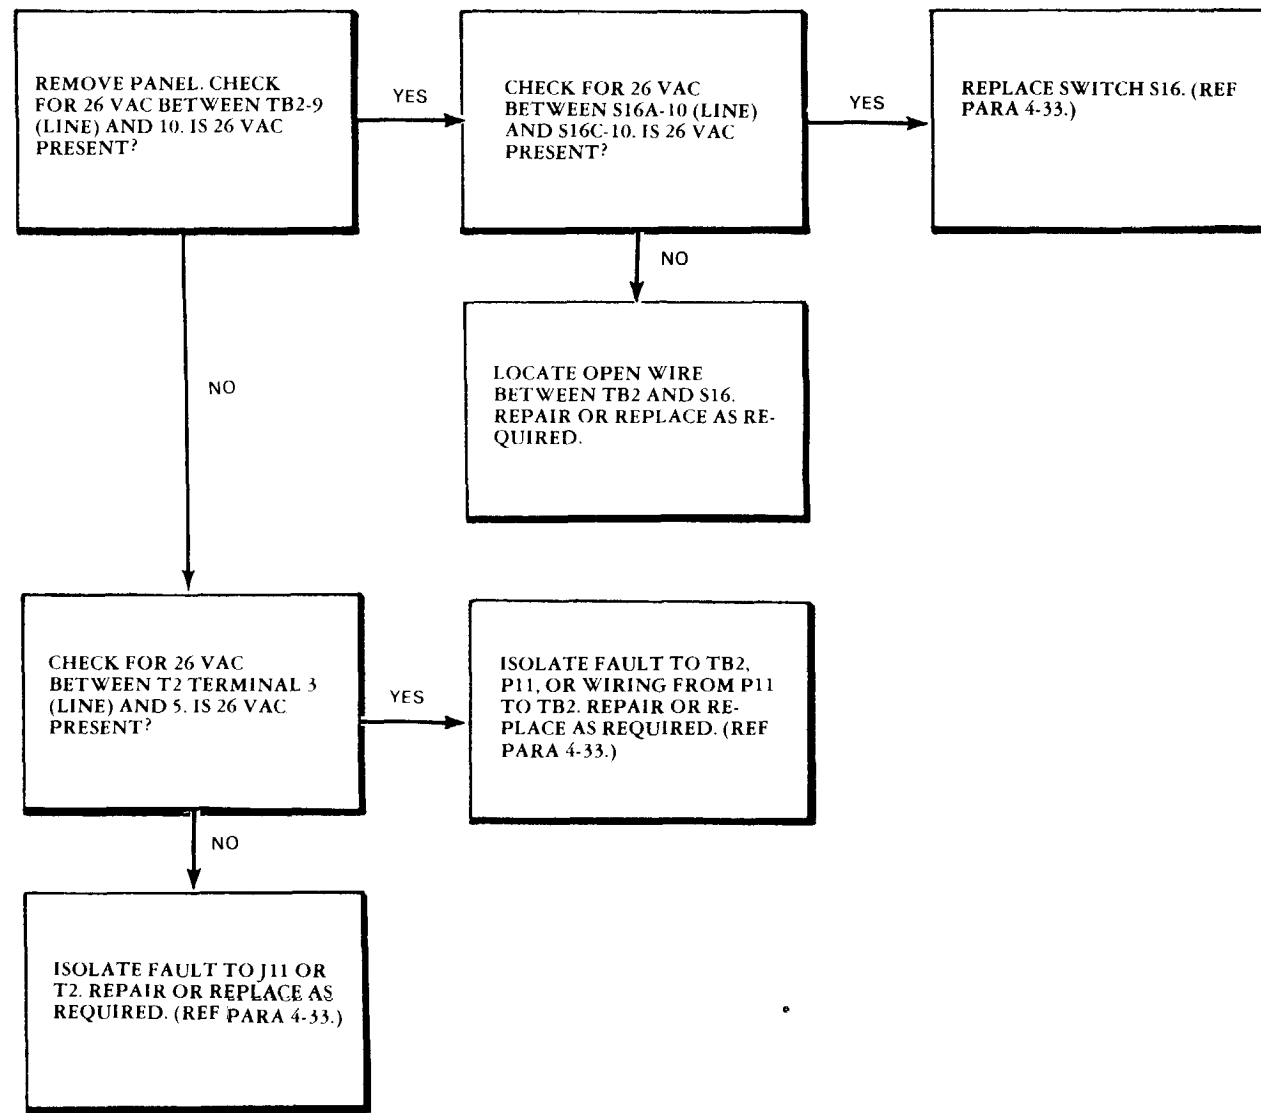 REMOVE PANEL. CHECK
FOR 26 VAC BETWEEN TB2-9
(LINE) AND 10. IS 26 VAC
PRESENT?
YES
CHECK FOR 26 VAC
BETWEEN S16A-10 (LINE)
AND S16C-10. IS 26 VAC
PRESENT?
YES
REPLACE SWITCH S16. (REF
PARA 4-33.)
NO
LOCATE OPEN WIRE
BETWEEN TB2 AND S16.
REPAIR OR REPLACE AS RE-
QUIRED.
NO
CHECK FOR 26 VAC
BETWEEN T2 TERMINAL 3
(LINE) AND 5. IS 26 VAC
PRESENT?
YES
ISOLATE FAULT TO TB2,
P11, OR WIRING FROM P11
TO TB2. REPAIR OR RE-
PLACE AS REQUIRED. (REF
PARA 4-33.)
NO
ISOLATE FAULT TO J11 OR
T2. REPAIR OR REPLACE AS
REQUIRED. (REF PARA 4-33.)